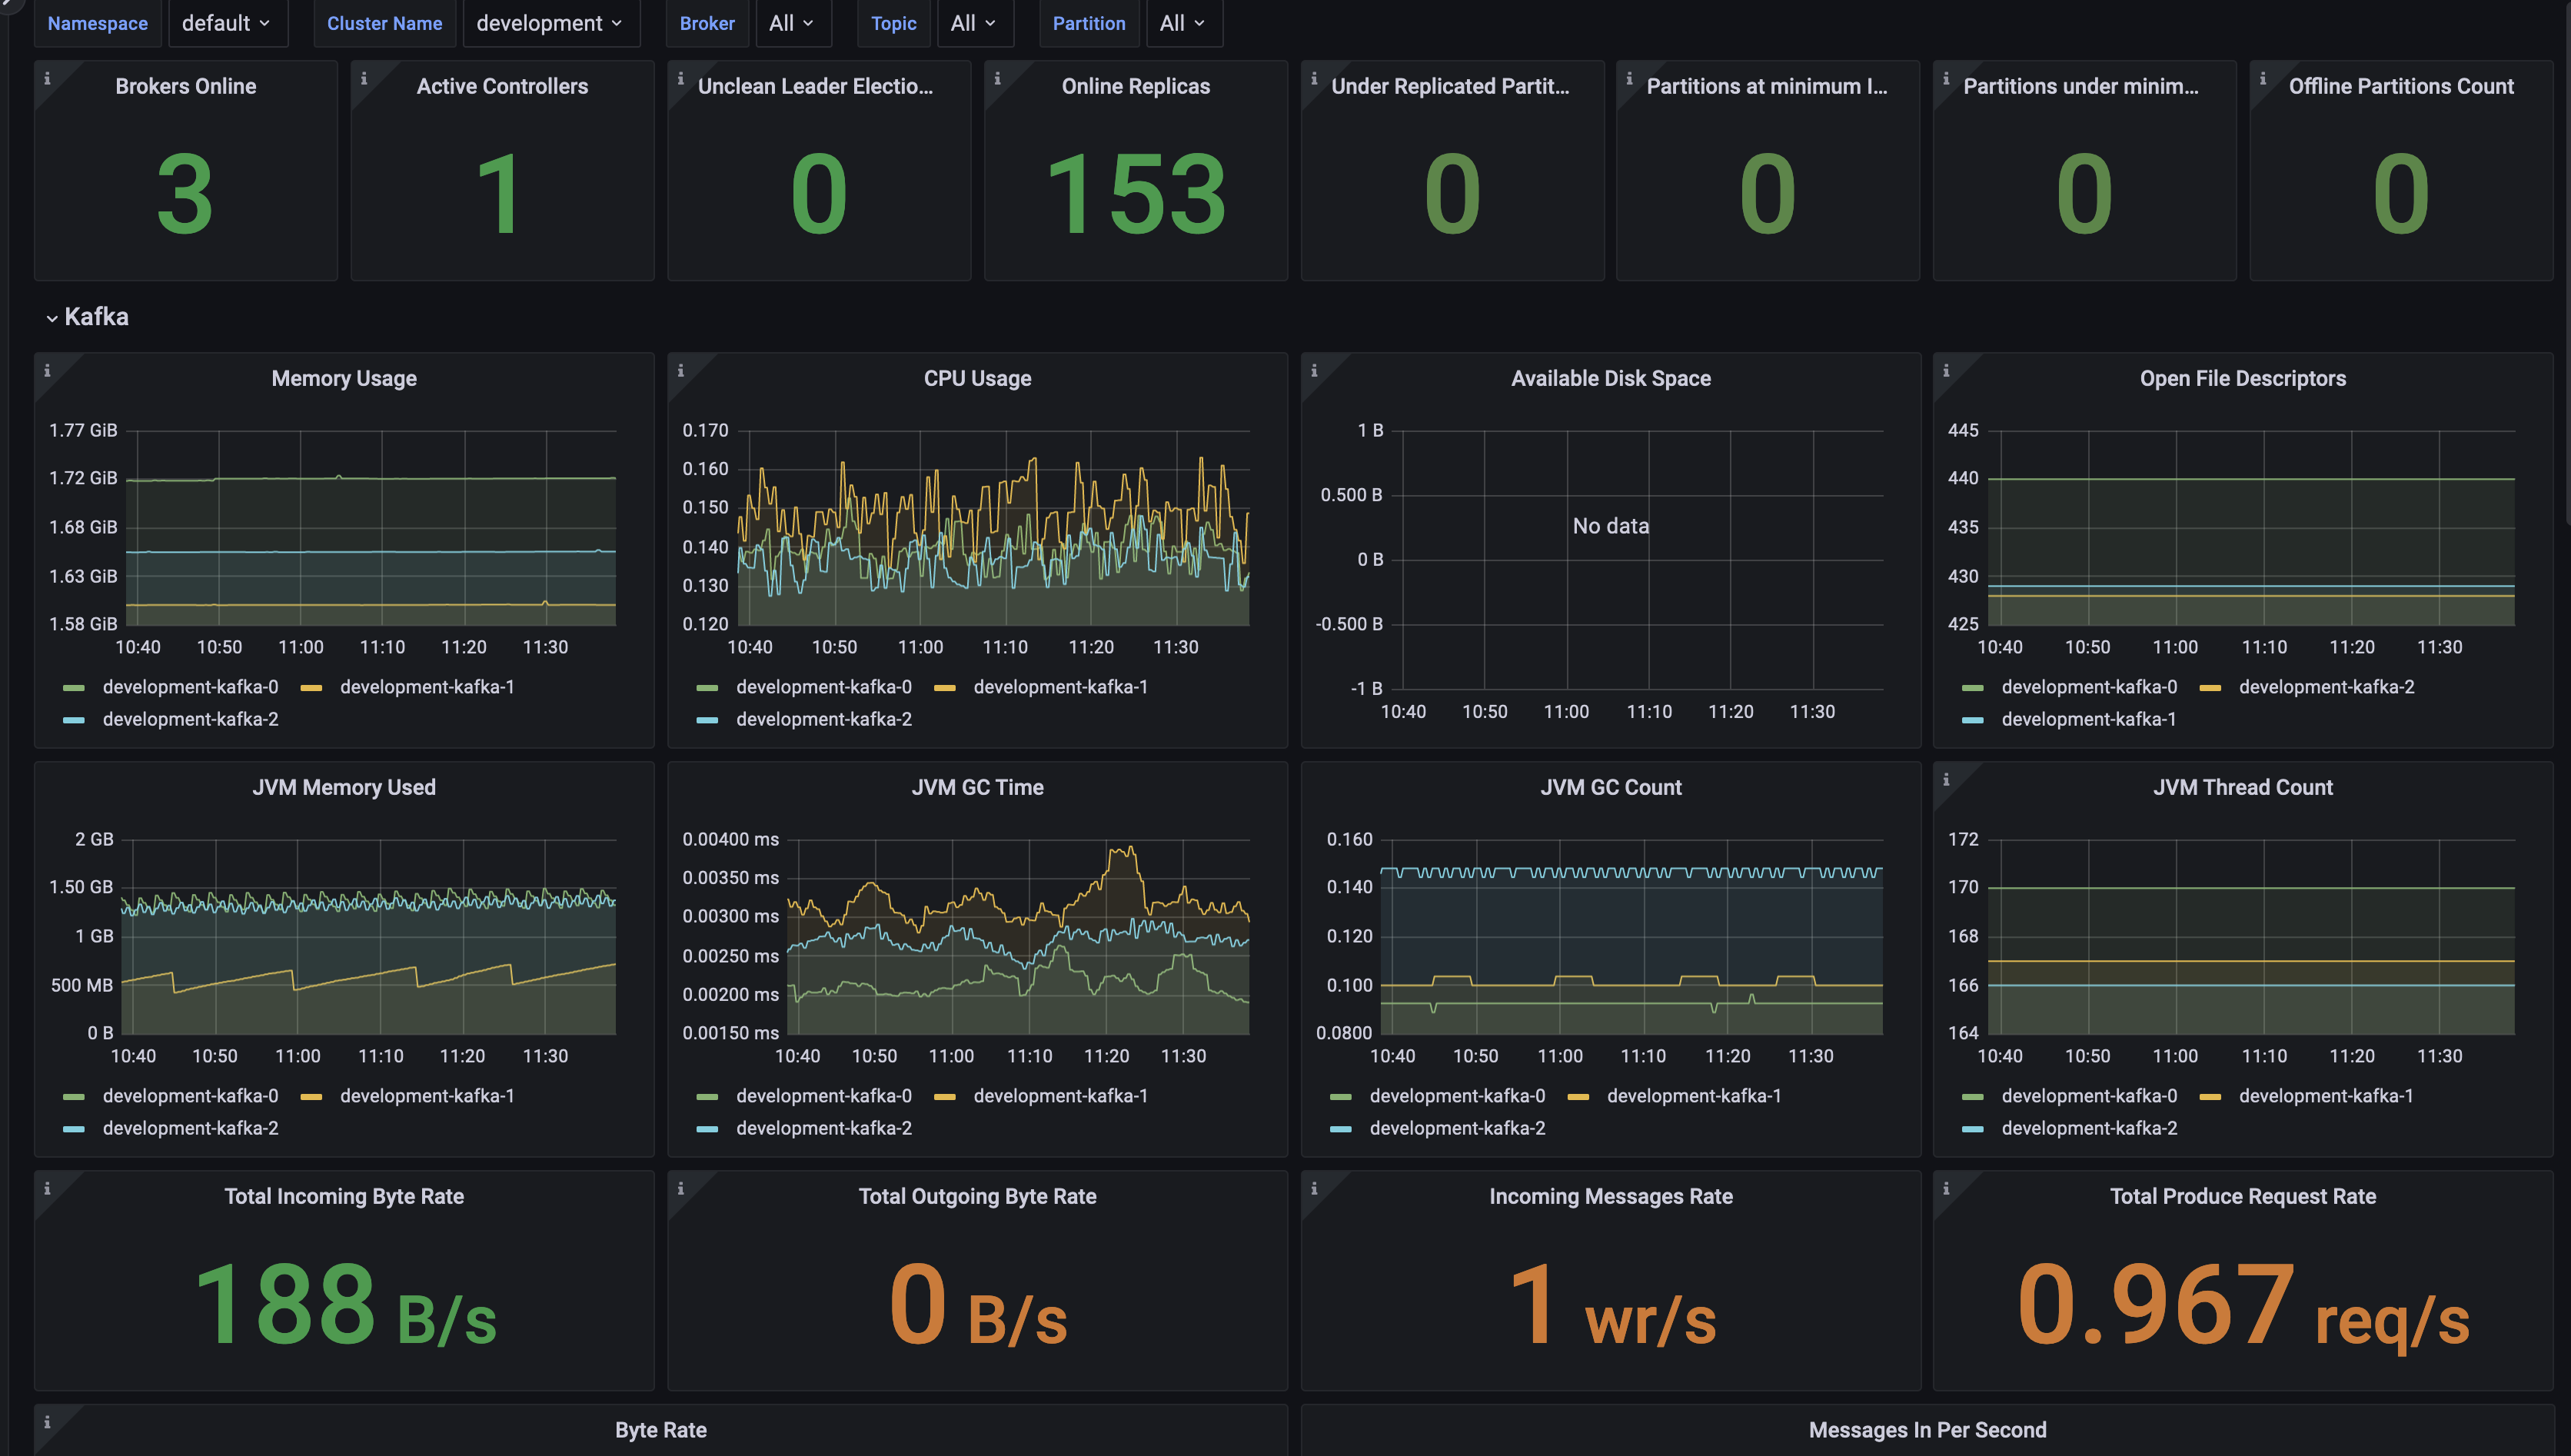 Namespace default Cluster Name development Broker All Topic All Partition All
Brokers Online
3
Active Controllers
1
Unclean Leader Electio...
0
Online Replicas
153
Under Replicated Partit...
0
Partitions at minimum I...
0
Partitions under minim...
0
Offline Partitions Count
0
Kafka
Memory Usage
1.77 GiB
1.72 GiB
1.68 GiB
1.63 GiB
1.58 GiB
10:40 10:50 11:00 11:10 11:20 11:30
development-kafka-0 development-kafka-1
development-kafka-2
CPU Usage
0.170
0.160
0.150
0.140
0.130
0.120
10:40 10:50 11:00 11:10 11:20 11:30
development-kafka-0 development-kafka-1
development-kafka-2
Available Disk Space
1 B
0.500 B
No data
0 B
-0.500 B
-1 B
10:40 10:50 11:00 11:10 11:20 11:30
Open File Descriptors
445
440
435
430
425
10:40 10:50 11:00 11:10 11:20 11:30
development-kafka-0 development-kafka-2
development-kafka-1
JVM Memory Used
2 GB
1.50 GB
1 GB
500 MB
0 B
10:40 10:50 11:00 11:10 11:20 11:30
development-kafka-0 development-kafka-1
development-kafka-2
JVM GC Time
0.00400 ms
0.00350 ms
0.00300 ms
0.00250 ms
0.00200 ms
0.00150 ms
10:40 10:50 11:00 11:10 11:20 11:30
development-kafka-0 development-kafka-1
development-kafka-2
JVM GC Count
0.160
0.140
0.120
0.100
0.0800
10:40 10:50 11:00 11:10 11:20 11:30
development-kafka-0 development-kafka-1
development-kafka-2
JVM Thread Count
172
170
168
166
164
10:40 10:50 11:00 11:10 11:20 11:30
development-kafka-0 development-kafka-1
development-kafka-2
Total Incoming Byte Rate
188 B/s
Total Outgoing Byte Rate
0 B/s
Incoming Messages Rate
1 wr/s
Total Produce Request Rate
0.967 req/s
Byte Rate
Messages In Per Second